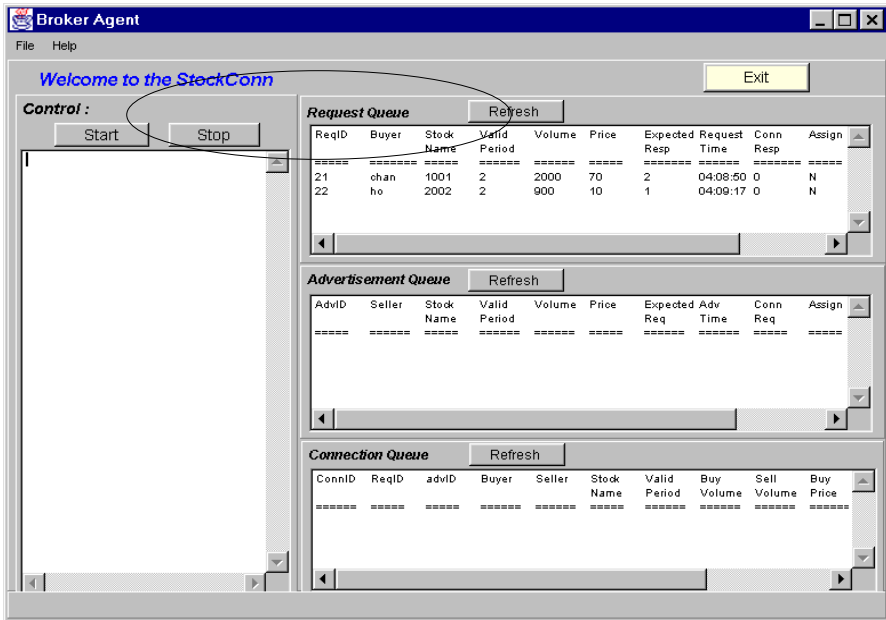 Broker Agent
File Help
Welcome to the StockConn
Exit
Control :
Start Stop
Request Queue Refresh
ReqID Buyer Stock Valid Volume Price Expected Request Conn Assign
Name Period Resp Time Resp
===== ======= ===== ====== ====== ===== ======= ====== ====== ======
21 chan 1001 2 2000 70 2 04:08:50 0 N
22 ho 2002 2 900 10 1 04:09:17 0 N
Advertisement Queue Refresh
AdvID Seller Stock Valid Volume Price Expected Adv Conn Assign
Name Period Req Time Req
===== ====== ===== ====== ====== ===== ======= ====== ===== =====
Connection Queue Refresh
ConnID ReqID advID Buyer Seller Stock Valid Buy Sell Buy
Name Period Volume Volume Price
====== ===== ===== ====== ====== ===== ====== ====== ====== ======